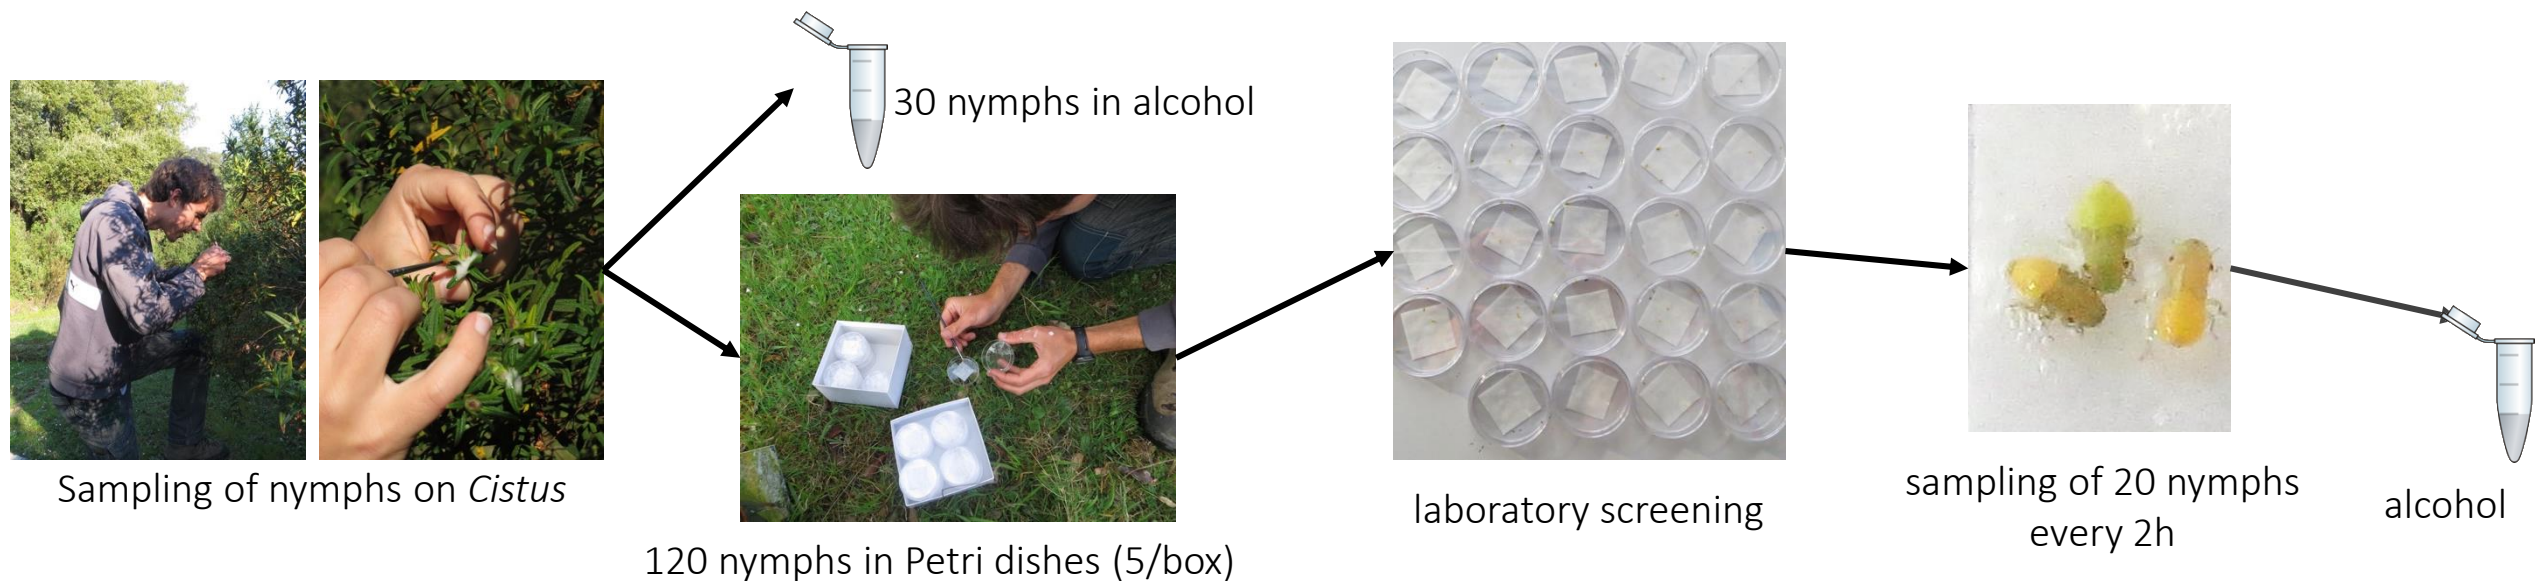 30 nymphs in alcohol
Sampling of nymphs on Cistus
120 nymphs in Petri dishes (5/box)
laboratory screening
sampling of 20 nymphs
every 2h
alcohol